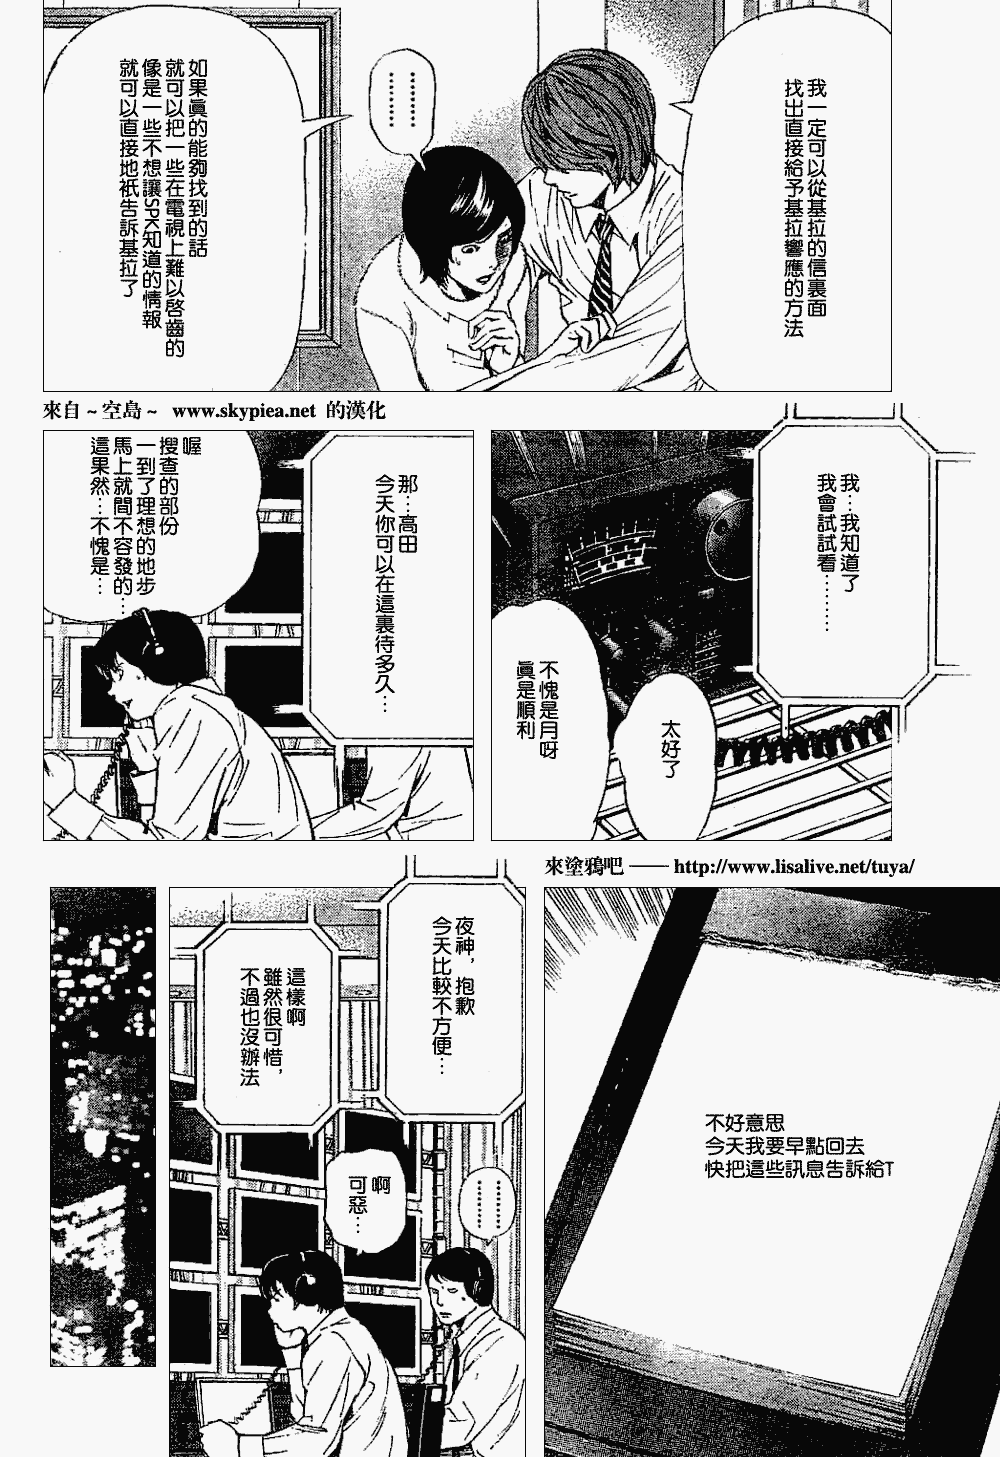 我一定可以從基拉的信裏面
找出直接給予基拉響應的方法
………
如果眞的能夠找到的話
就可以把一些在電視上難以啓齒的
像是一些不想讓SPK知道的情報
就可以直接地祇告訴基拉了
來自～空島～ www.skypiea.net 的漢化
我…我知道了
我會試試看………
太好了
不愧是月呀
眞是順利
那…高田
今天你可以在這裏待多久…
喔
搜查的部份
一到了理想的地步
馬上就間不容發的…
這果然…不愧是…
來塗鴉吧 —— http://www.lisalive.net/tuya/
不好意思
今天我要早點回去
快把這些訊息告訴給T
夜神，抱歉
今天比較不方便…
這樣啊
雖然很可惜，
不過也沒辦法
………
啊
可惡…